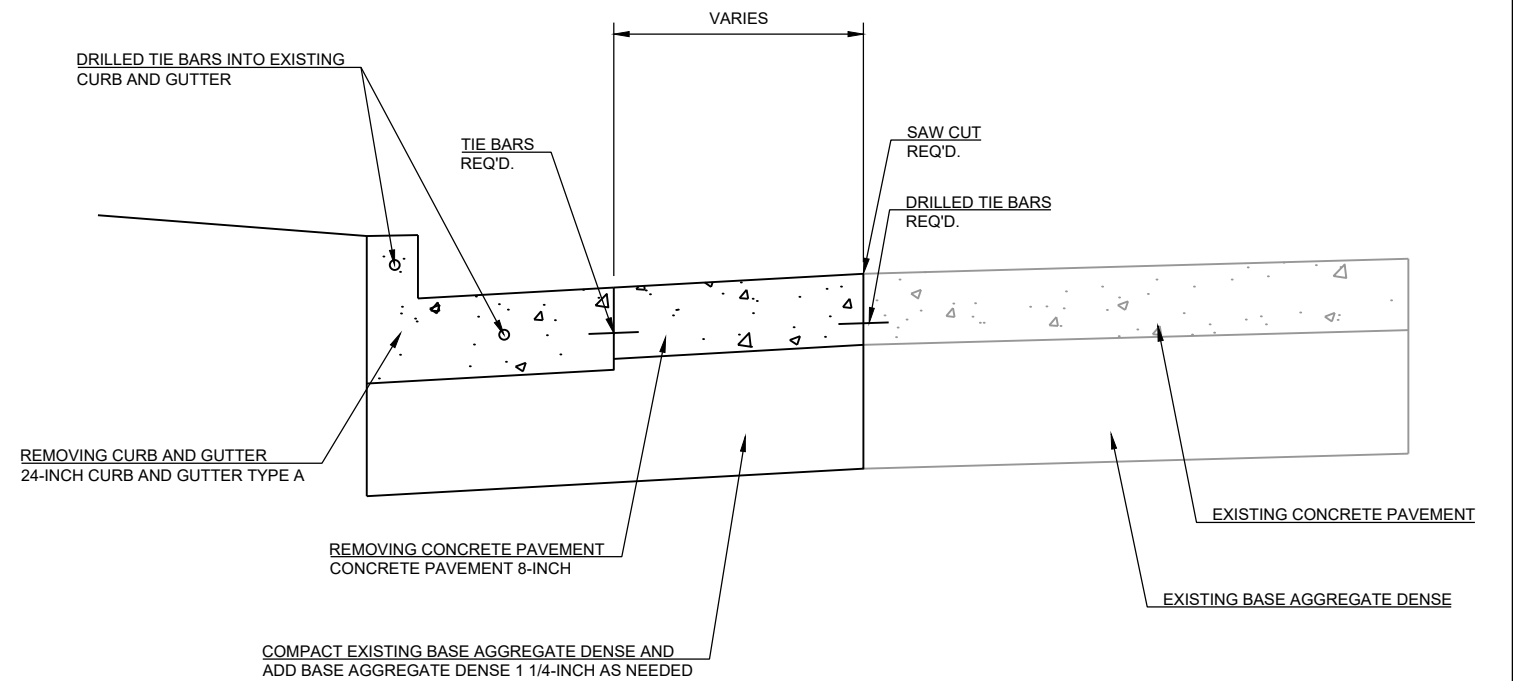 VARIES
DRILLED TIE BARS INTO EXISTING
CURB AND GUTTER
TIE BARS
REQ'D.
SAW CUT
REQ'D.
DRILLED TIE BARS
REQ'D.
REMOVING CURB AND GUTTER
24-INCH CURB AND GUTTER TYPE A
EXISTING CONCRETE PAVEMENT
REMOVING CONCRETE PAVEMENT
CONCRETE PAVEMENT 8-INCH
EXISTING BASE AGGREGATE DENSE
COMPACT EXISTING BASE AGGREGATE DENSE AND
ADD BASE AGGREGATE DENSE 1 1/4-INCH AS NEEDED